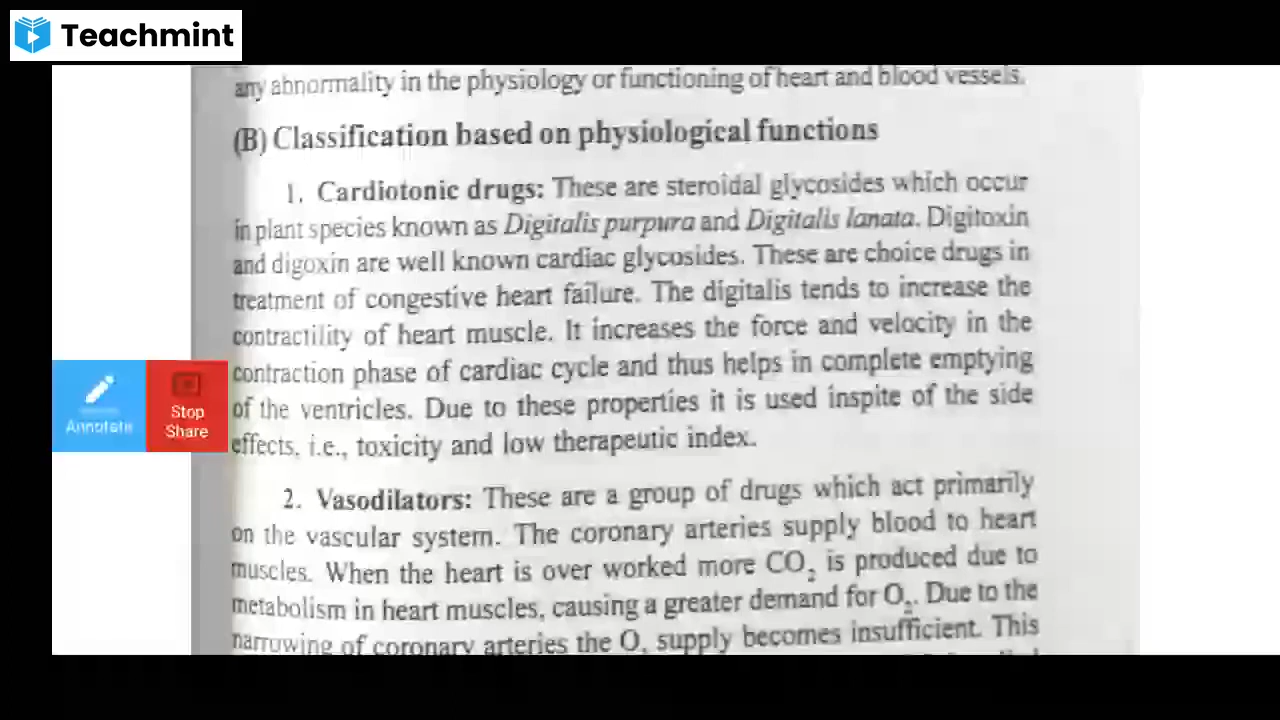 Teachmint
any abnormality in the physiology or functioning of heart and blood vessels.
(B) Classification based on physiological functions
1. Cardiotonic drugs: These are steroidal glycosides which occur
in plant species known as Digitalis purpura and Digitalis lanata. Digitoxin
and digoxin are well known cardiac glycosides. These are choice drugs in
treatment of congestive heart failure. The digitalis tends to increase the
contractility of heart muscle. It increases the force and velocity in the
contraction phase of cardiac cycle and thus helps in complete emptying
of the ventricles. Due to these properties it is used inspite of the side
effects, i.e., toxicity and low therapeutic index.
Annotate
Stop
Share
2. Vasodilators: These are a group of drugs which act primarily
on the vascular system. The coronary arteries supply blood to heart
muscles. When the heart is over worked more CO₂ is produced due to
metabolism in heart muscles, causing a greater demand for O₂. Due to the
narrowing of coronary arteries the O₂ supply becomes insufficient. This